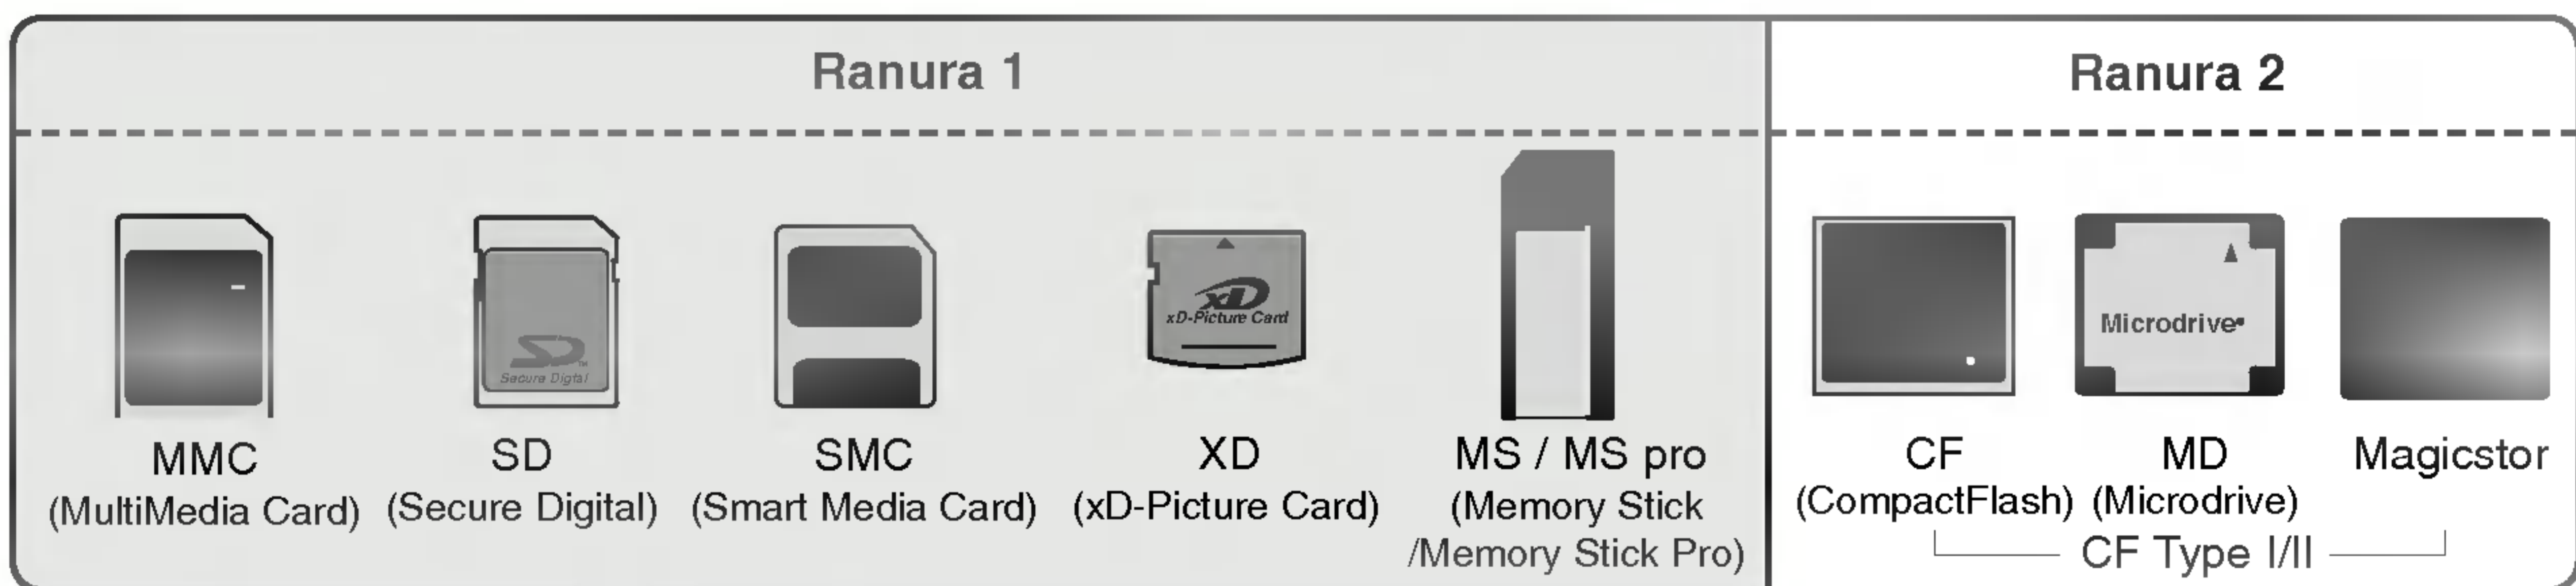 Ranura 1
Ranura 2
xD
xD-Picture Card
SD™
Secure Digtal
Microdrive
MMC
(MultiMedia Card)
SD
(Secure Digital)
SMC
(Smart Media Card)
XD
(xD-Picture Card)
MS / MS pro
(Memory Stick
/Memory Stick Pro)
CF
(CompactFlash)
MD
(Microdrive)
Magicstor
CF Type I/II